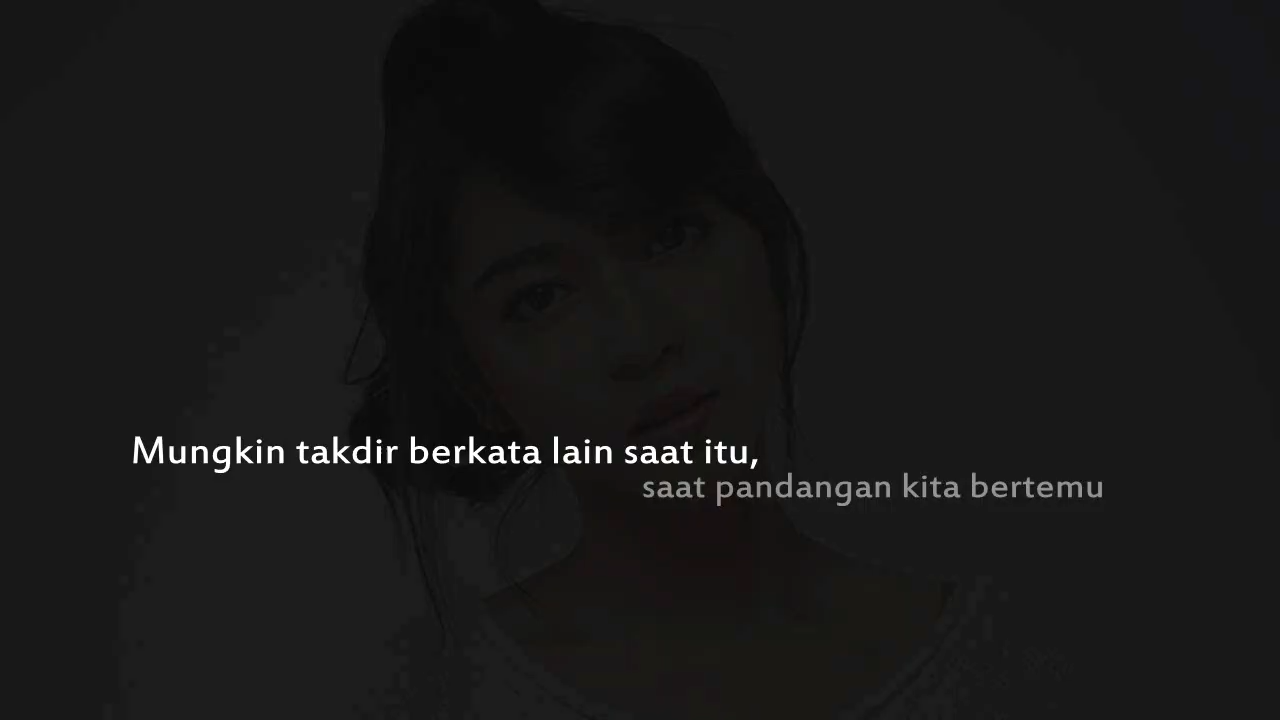 Mungkin takdir berkata lain saat itu,
saat pandangan kita bertemu